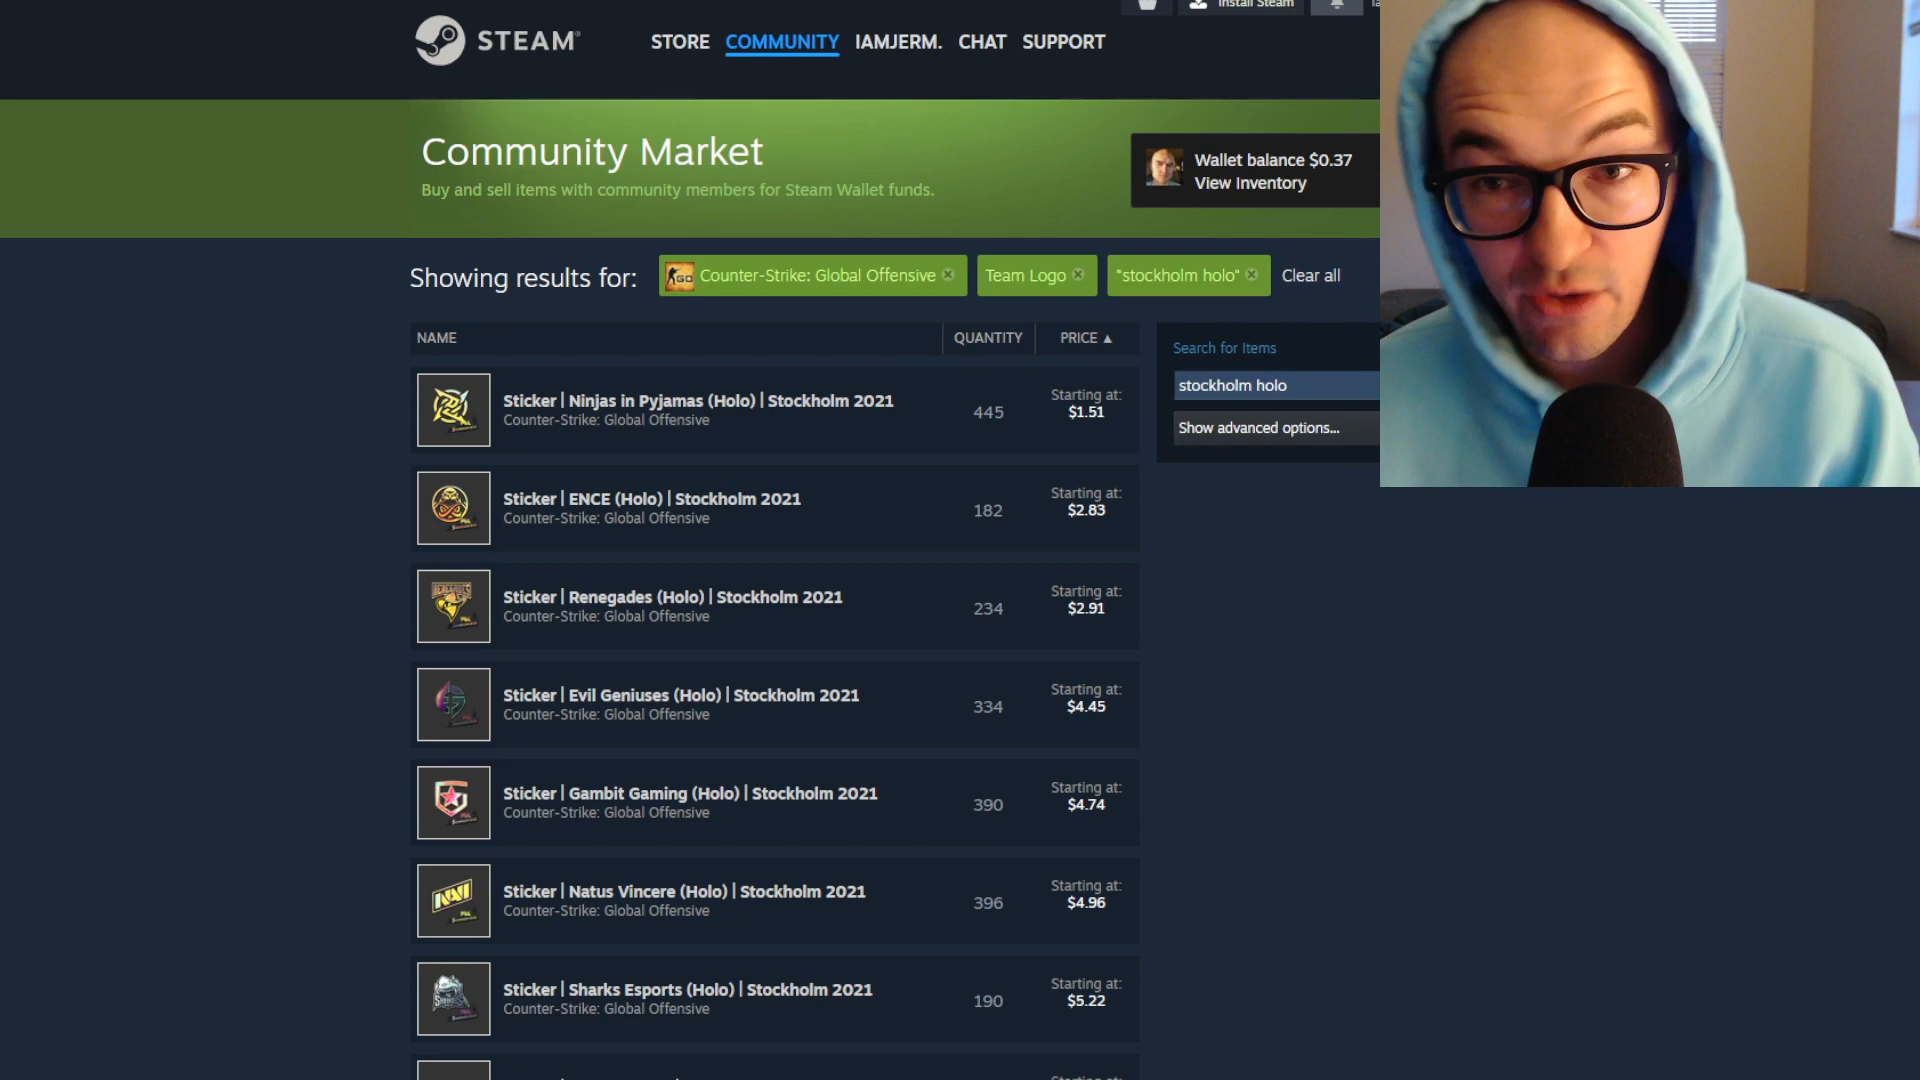 Install Steam
STEAM®
STORE COMMUNITY IAMJERM. CHAT SUPPORT
Community Market
Buy and sell items with community members for Steam Wallet funds.
Wallet balance $0.37
View Inventory
Showing results for: Counter-Strike: Global Offensive Team Logo "stockholm holo" Clear all
NAME QUANTITY PRICE ▲
Search for Items
stockholm holo
Show advanced options...
Sticker | Ninjas in Pyjamas (Holo) | Stockholm 2021
Counter-Strike: Global Offensive
445
Starting at:
$1.51
Sticker | ENCE (Holo) | Stockholm 2021
Counter-Strike: Global Offensive
182
Starting at:
$2.83
Sticker | Renegades (Holo) | Stockholm 2021
Counter-Strike: Global Offensive
234
Starting at:
$2.91
Sticker | Evil Geniuses (Holo) | Stockholm 2021
Counter-Strike: Global Offensive
334
Starting at:
$4.45
Sticker | Gambit Gaming (Holo) | Stockholm 2021
Counter-Strike: Global Offensive
390
Starting at:
$4.74
Sticker | Natus Vincere (Holo) | Stockholm 2021
Counter-Strike: Global Offensive
396
Starting at:
$4.96
Sticker | Sharks Esports (Holo) | Stockholm 2021
Counter-Strike: Global Offensive
190
Starting at:
$5.22